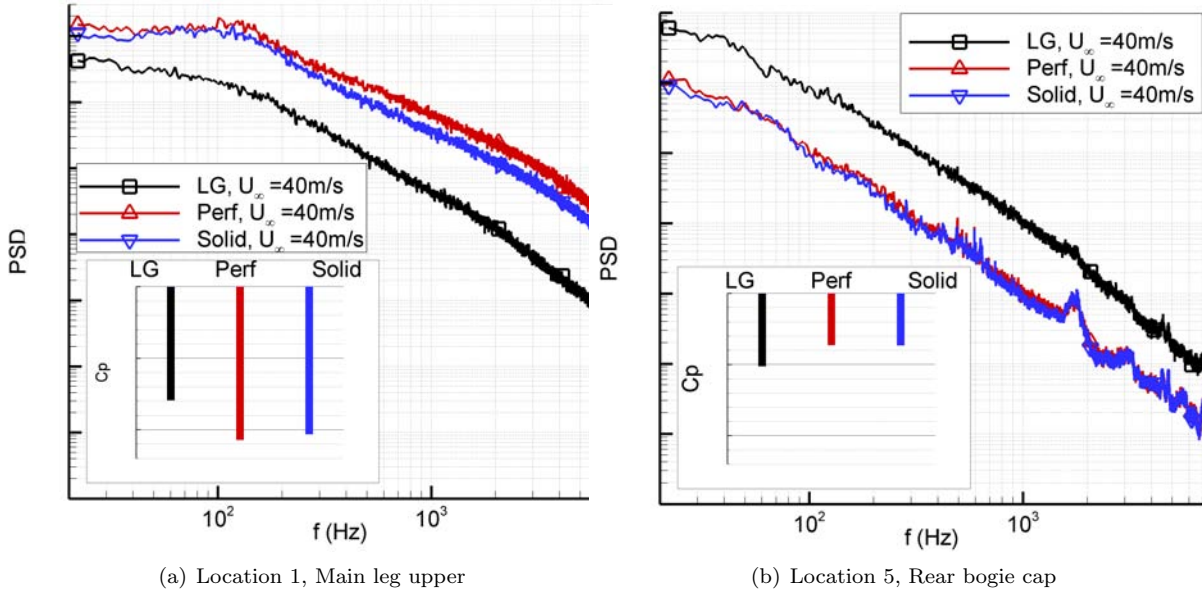 LG, U∞ =40m/s
Perf, U∞ =40m/s
Solid, U∞ =40m/s
PSD
LG Perf Solid
Cp
10² 10³
f (Hz)
(a) Location 1, Main leg upper
LG, U∞ =40m/s
Perf, U∞ =40m/s
Solid, U∞ =40m/s
PSD
LG Perf Solid
Cp
10² 10³
f (Hz)
(b) Location 5, Rear bogie cap